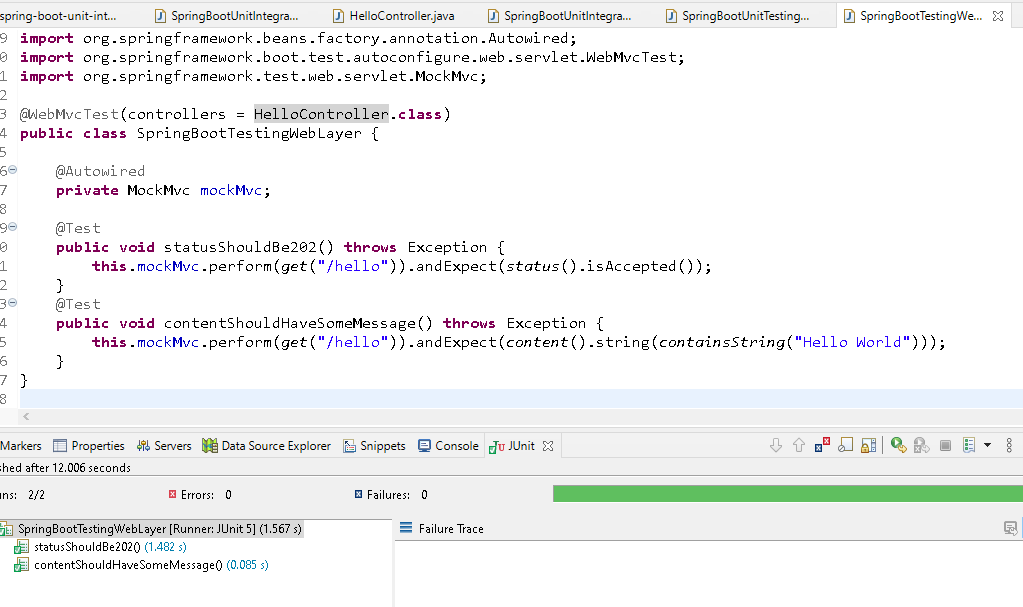 spring-boot-unit-int... SpringBootUnitIntegra... HelloController.java SpringBootUnitIntegra... SpringBootUnitTesting... SpringBootTestingWe...
9 import org.springframework.beans.factory.annotation.Autowired;
0 import org.springframework.boot.test.autoconfigure.web.servlet.WebMvcTest;
1 import org.springframework.test.web.servlet.MockMvc;
2
3 @WebMvcTest(controllers = HelloController.class)
4 public class SpringBootTestingWebLayer {
5
6 @Autowired
7 private MockMvc mockMvc;
8
9 @Test
0 public void statusShouldBe202() throws Exception {
1 this.mockMvc.perform(get("/hello")).andExpect(status().isAccepted());
2 }
3 @Test
4 public void contentShouldHaveSomeMessage() throws Exception {
5 this.mockMvc.perform(get("/hello")).andExpect(content().string(containsString("Hello World")));
6 }
7 }
8
Markers Properties Servers Data Source Explorer Snippets Console JUnit
shed after 12.006 seconds
uns: 2/2 Errors: 0 Failures: 0
SpringBootTestingWebLayer [Runner: JUnit 5] (1.567 s) Failure Trace
statusShouldBe202() (1.482 s)
contentShouldHaveSomeMessage() (0.085 s)